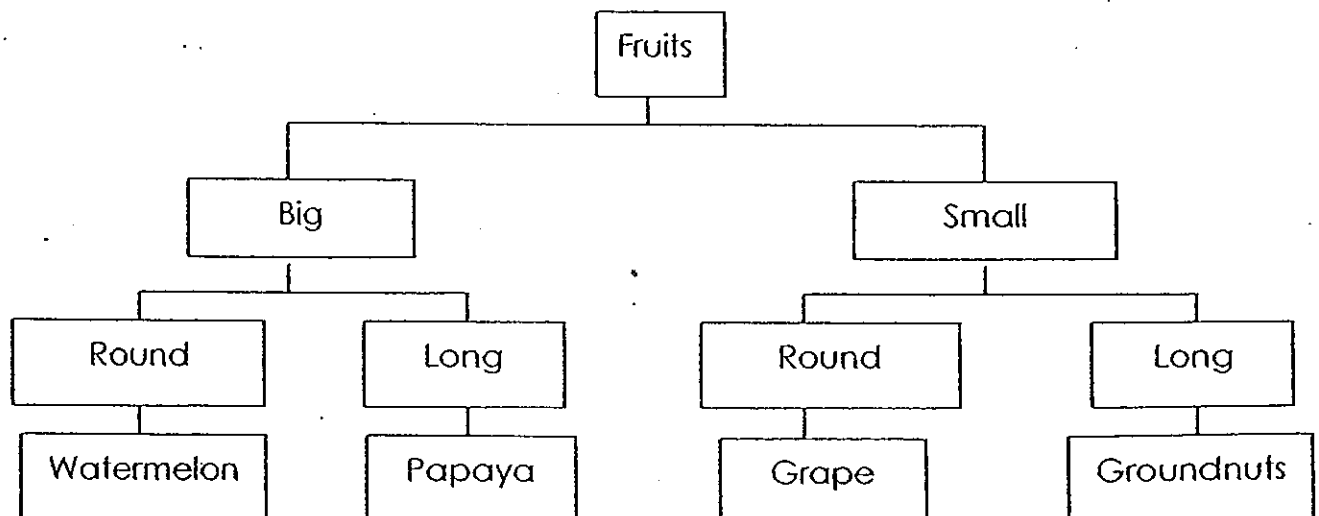 Fruits
Big
Small
Round
Long
Round
Long
Watermelon
Papaya
Grape
Groundnuts